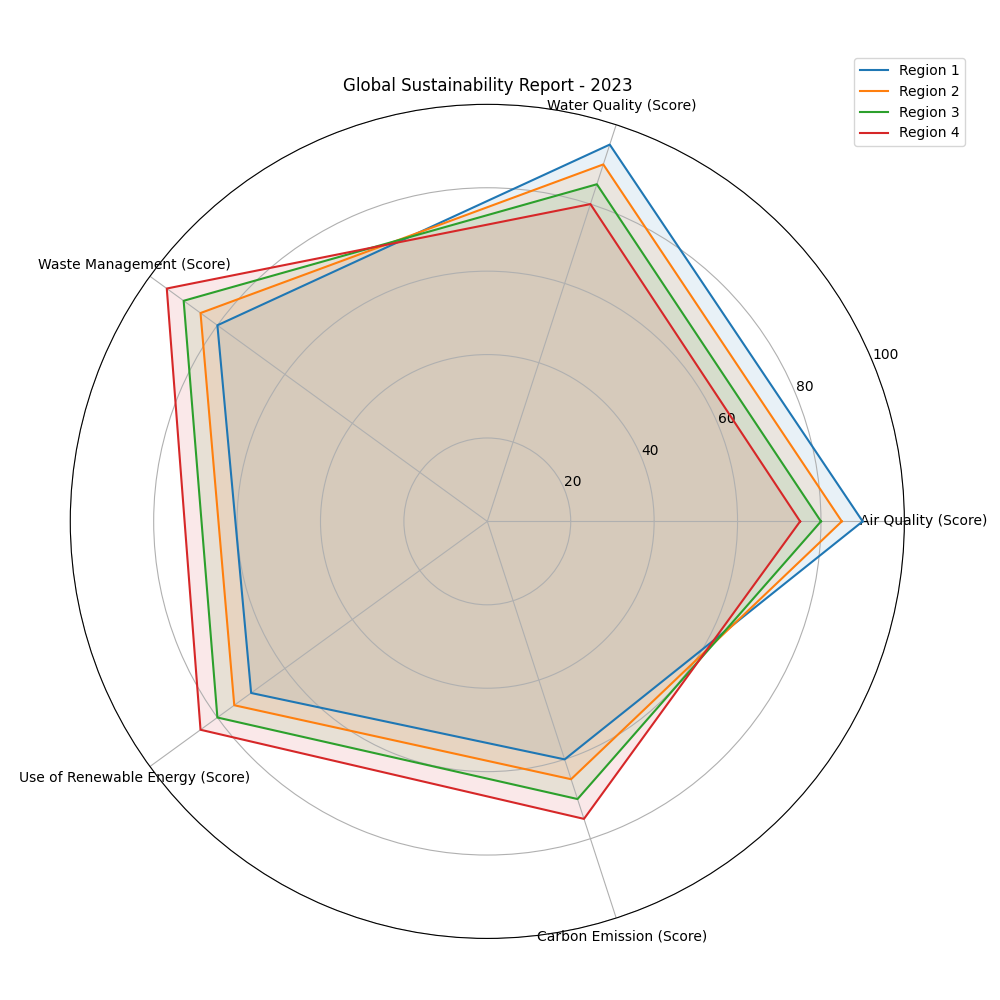 Global Sustainability Report - 2023
Region 1
Region 2
Region 3
Region 4
Water Quality (Score)
Waste Management (Score)
Air Quality (Score)
Use of Renewable Energy (Score)
Carbon Emission (Score)
20
40
60
80
100